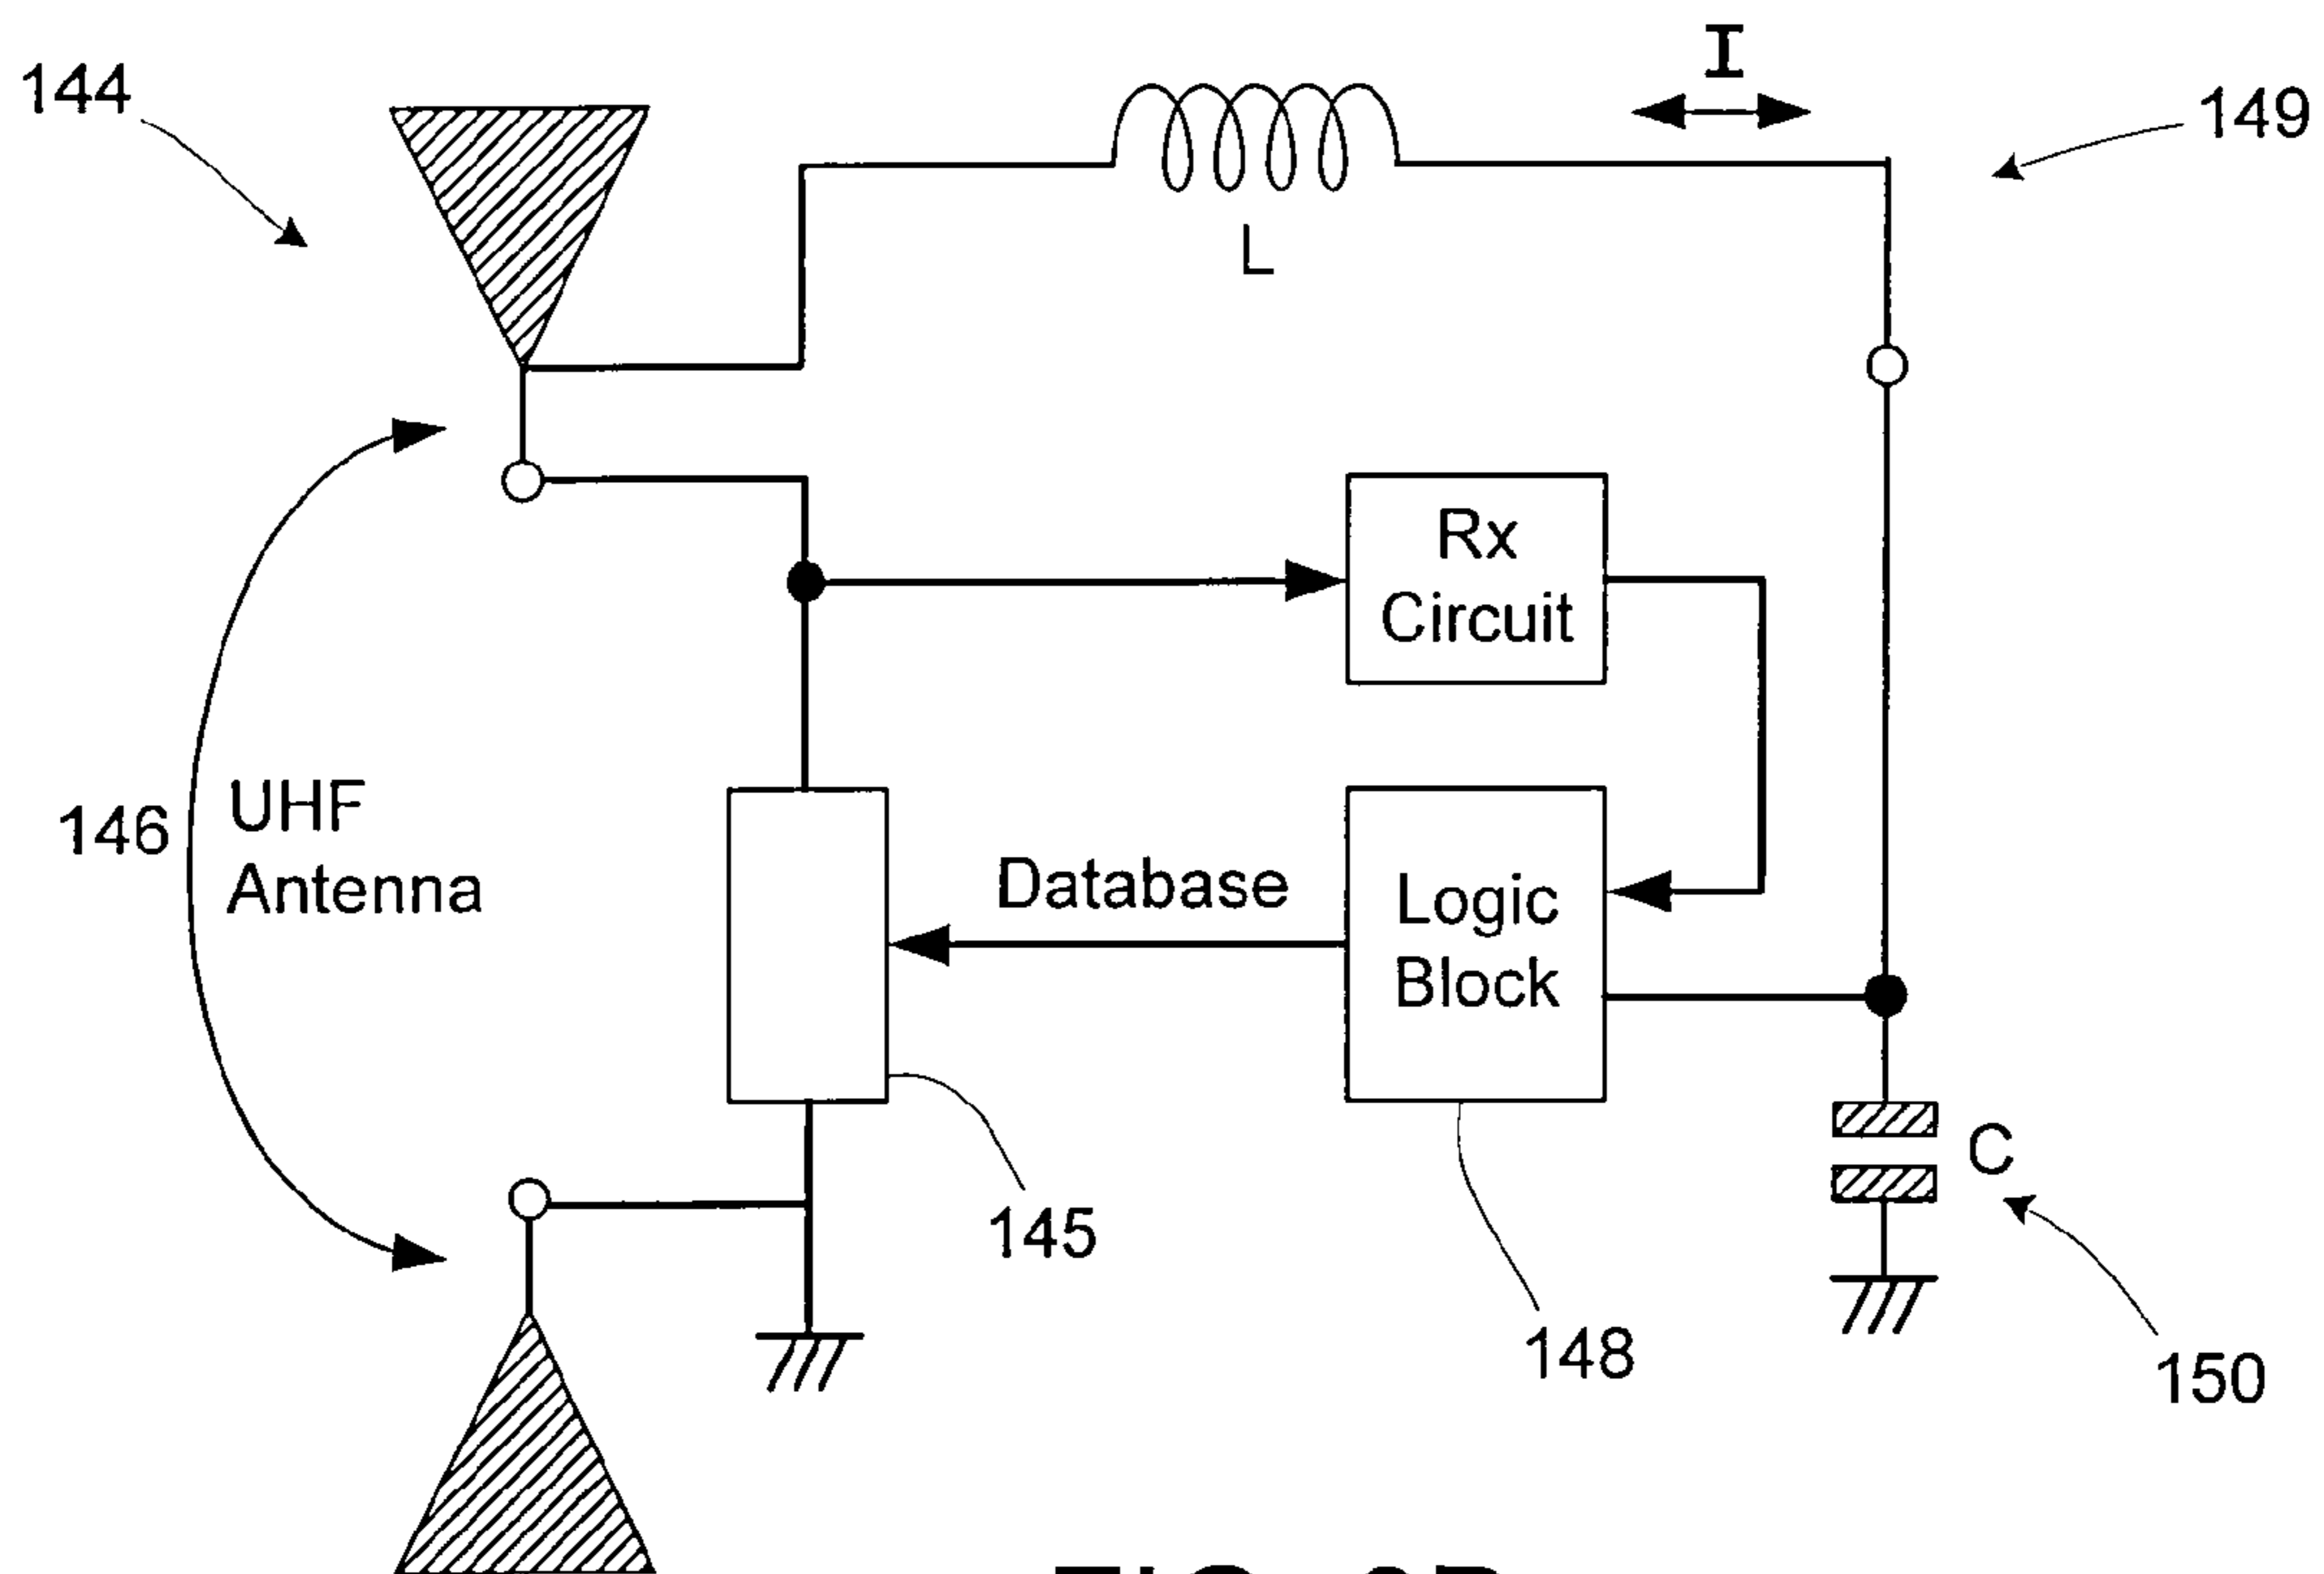 144
I
149
L
Rx
Circuit
146
UHF
Antenna
Database
Logic
Block
C
145
148
150